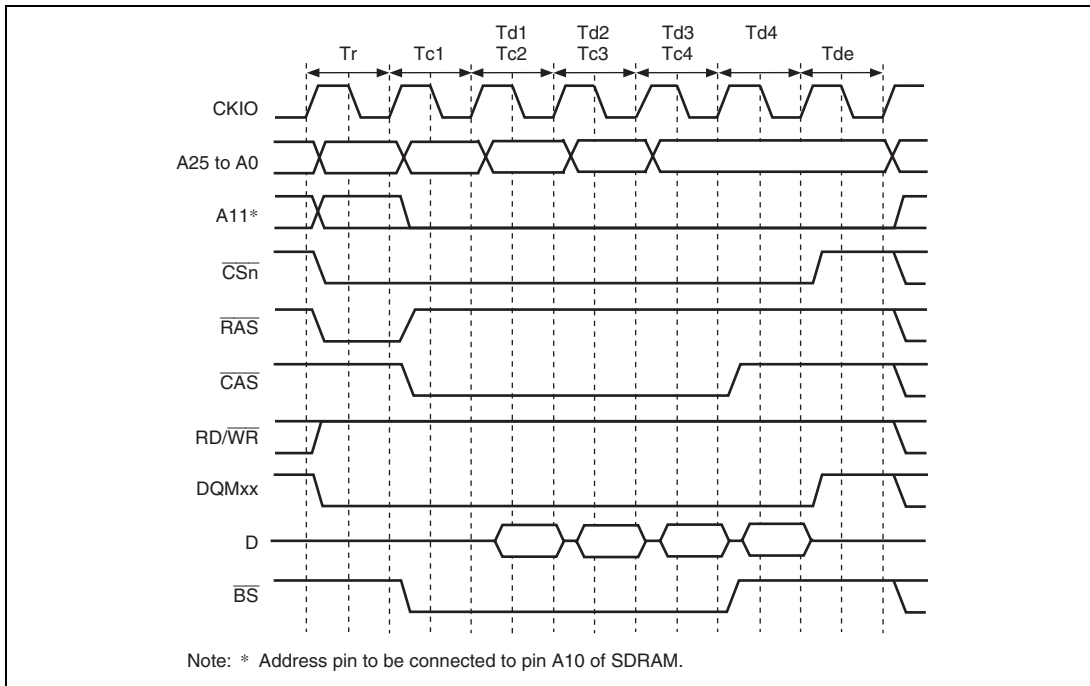 Td1 Td2 Td3 Td4
Tr Tc1 Tc2 Tc3 Tc4 Tde
CKIO
A25 to A0
A11*
CSn
RAS
CAS
RD/WR
DQMxx
D
BS
Note: * Address pin to be connected to pin A10 of SDRAM.